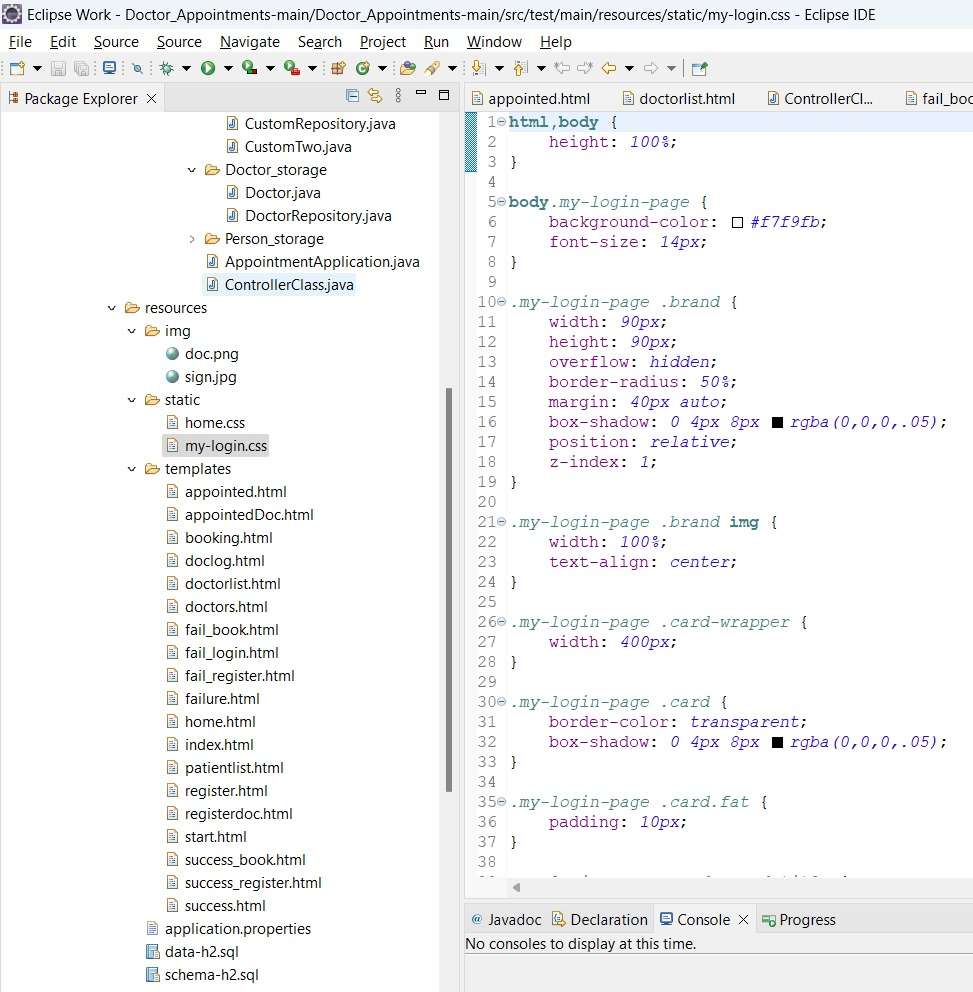 Eclipse Work - Doctor_Appointments-main/Doctor_Appointments-main/src/test/main/resources/static/my-login.css - Eclipse IDE
File Edit Source Source Navigate Search Project Run Window Help
Package Explorer
CustomRepository.java
CustomTwo.java
Doctor_storage
Doctor.java
DoctorRepository.java
Person_storage
AppointmentApplication.java
ControllerClass.java
resources
img
doc.png
sign.jpg
static
home.css
my-login.css
templates
appointed.html
appointedDoc.html
booking.html
doclog.html
doctorlist.html
doctors.html
fail_book.html
fail_login.html
fail_register.html
failure.html
home.html
index.html
patientlist.html
register.html
registerdoc.html
start.html
success_book.html
success_register.html
success.html
application.properties
data-h2.sql
schema-h2.sql
appointed.html doctorlist.html ControllerCl... fail_boo
1 html,body {
2 height: 100%;
3 }
4
5 body.my-login-page {
6 background-color: #f7f9fb;
7 font-size: 14px;
8 }
9
10 .my-login-page .brand {
11 width: 90px;
12 height: 90px;
13 overflow: hidden;
14 border-radius: 50%;
15 margin: 40px auto;
16 box-shadow: 0 4px 8px rgba(0,0,0,.05);
17 position: relative;
18 z-index: 1;
19 }
20
21 .my-login-page .brand img {
22 width: 100%;
23 text-align: center;
24 }
25
26 .my-login-page .card-wrapper {
27 width: 400px;
28 }
29
30 .my-login-page .card {
31 border-color: transparent;
32 box-shadow: 0 4px 8px rgba(0,0,0,.05);
33 }
34
35 .my-login-page .card.fat {
36 padding: 10px;
37 }
38
Javadoc Declaration Console Progress
No consoles to display at this time.